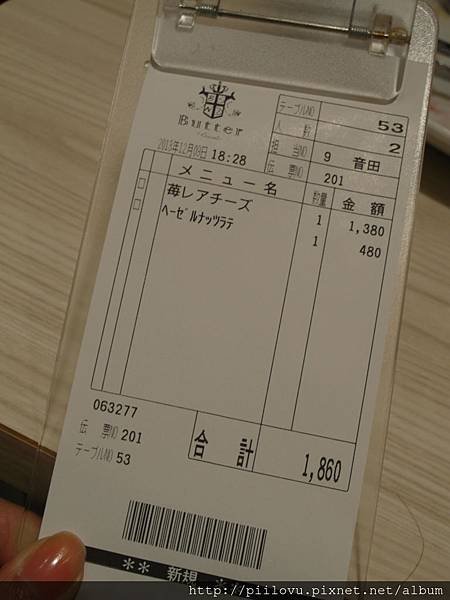 Butter
テーブルNO 53
人 数 2
2013年12月08日 18:28
担 当NO 9 音田
伝 票NO 201
メニュー名 数量 金 額
苺レアチーズ 1 1,380
ヘーゼルナッツラテ 1 480
063277
伝 票NO 201
テーブルNO 53
合 計 1,860
** 新規
http://piilovu.pixnet.net/album